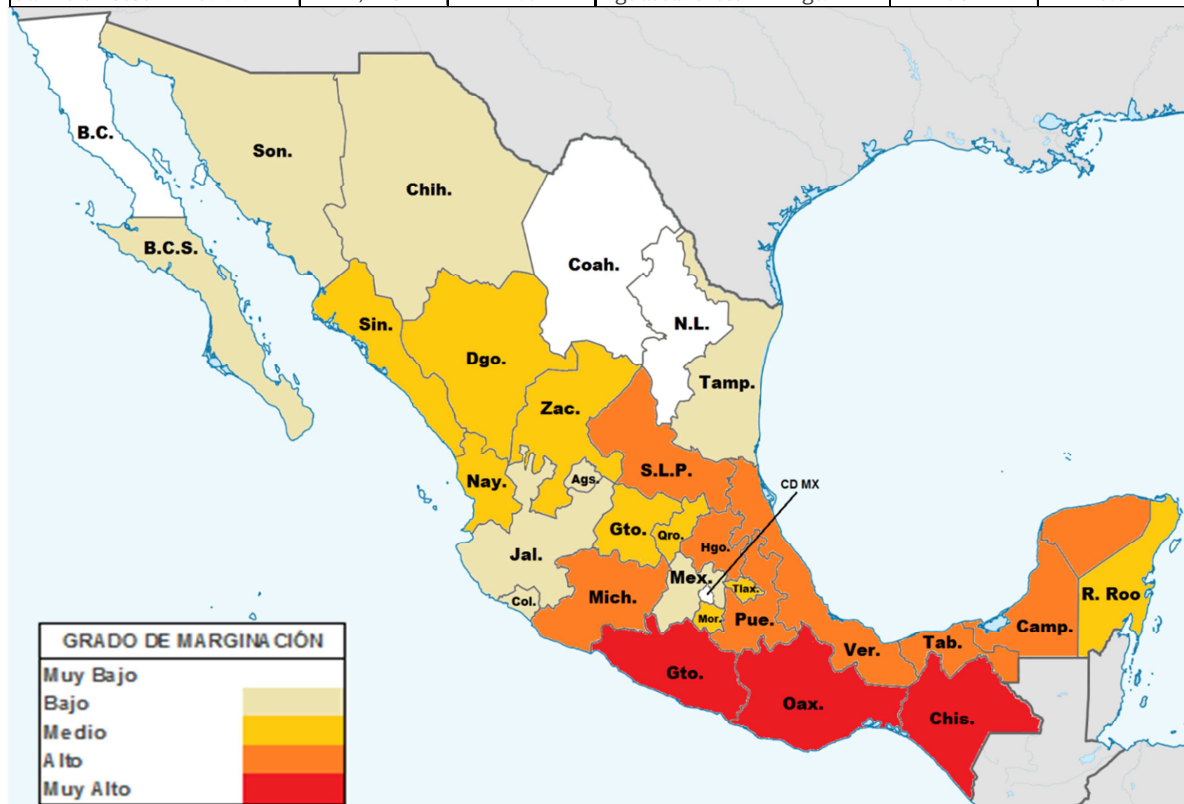 B.C.
Son.
Chih.
B.C.S.
Coah.
Sin.
N.L.
Dgo.
Tamp.
Zac.
S.L.P.
Nay.
Ags.
CD MX
Gto.
Qro.
Jal.
Hgo.
Mex.
Tlax.
Col.
Mich.
Mor.
Pue.
R. Roo
Camp.
Ver.
Tab.
Gto.
Oax.
Chis.
GRADO DE MARGINACIÓN
Muy Bajo
Bajo
Medio
Alto
Muy Alto